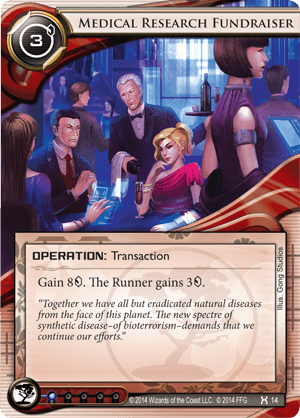 Medical Research Fundraiser
3
OPERATION: Transaction
Gain 8. The Runner gains 3.
“Together we have all but eradicated natural diseases
from the face of this planet. The new spectre of
synthetic disease–of bioterrorism–demands that we
continue our efforts.”
Illus. Gong Studios
© 2014 Wizards of the Coast LLC. © 2014 FFG 14